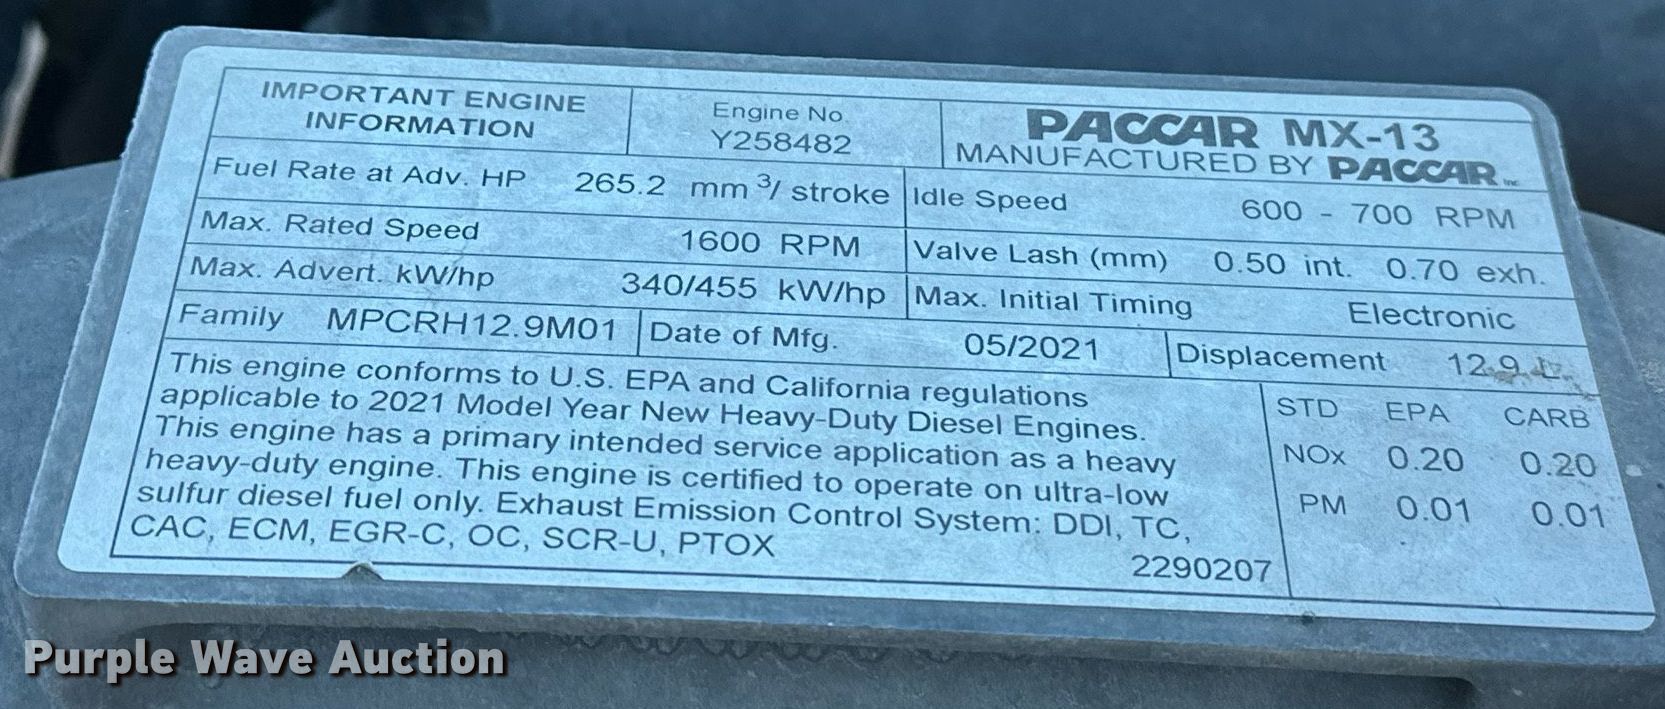 IMPORTANT ENGINE
INFORMATION
Engine No.
Y258482
PACCAR MX-13
MANUFACTURED BY PACCAR Inc
Fuel Rate at Adv. HP 265.2 mm 3/ stroke
Idle Speed 600 - 700 RPM
Max. Rated Speed 1600 RPM
Valve Lash (mm) 0.50 int. 0.70 exh.
Max. Advert. kW/hp 340/455 kW/hp
Max. Initial Timing Electronic
Family MPCRH12.9M01
Date of Mfg. 05/2021
Displacement 12.9 L
This engine conforms to U.S. EPA and California regulations
applicable to 2021 Model Year New Heavy-Duty Diesel Engines.
This engine has a primary intended service application as a heavy
heavy-duty engine. This engine is certified to operate on ultra-low
sulfur diesel fuel only. Exhaust Emission Control System: DDI, TC,
CAC, ECM, EGR-C, OC, SCR-U, PTOX
2290207
STD EPA CARB
NOx 0.20 0.20
PM 0.01 0.01
Purple Wave Auction